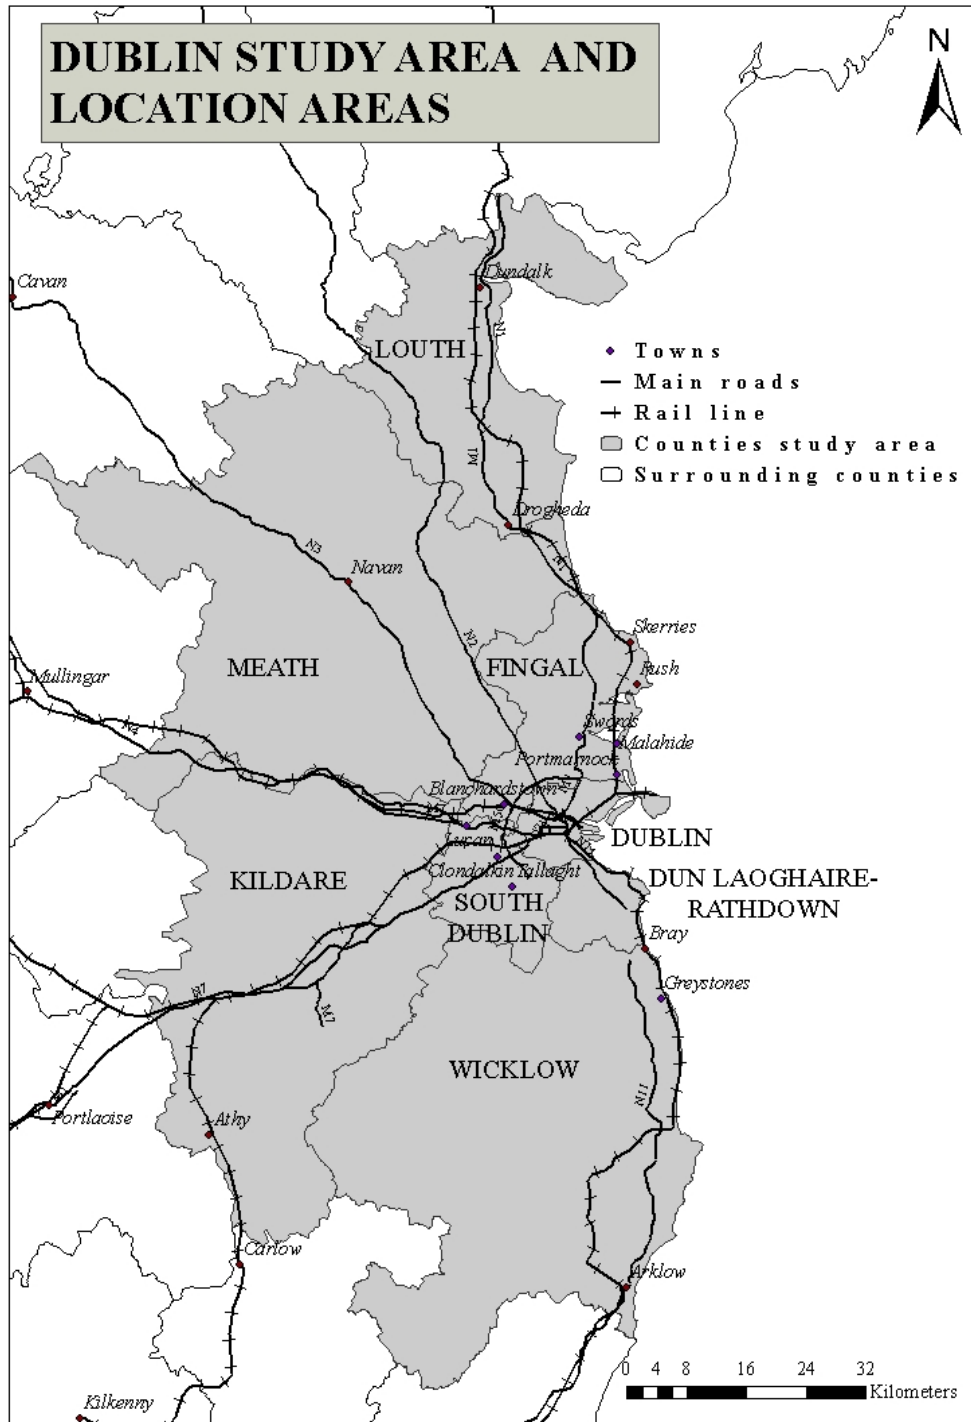 DUBLIN STUDY AREA AND
LOCATION AREAS
N
Cavan
Dundalk
N1
LOUTH
Towns
Main roads
Rail line
Counties study area
Surrounding counties
M1
Drogheda
N3
N1
Navan
N2
Skerries
MEATH
FINGAL
Rush
Mullingar
Swords
N4
Malahide
Portmarnock
Blanchardstown
Lucan
DUBLIN
Clondalkin Tallaght
KILDARE
DUN LAOGHAIRE-
RATHDOWN
SOUTH
DUBLIN
Bray
Greystones
N7
M7
WICKLOW
N11
Portlaoise
Athy
Carlow
Arklow
0 4 8 16 24 32
Kilometers
Kilkenny